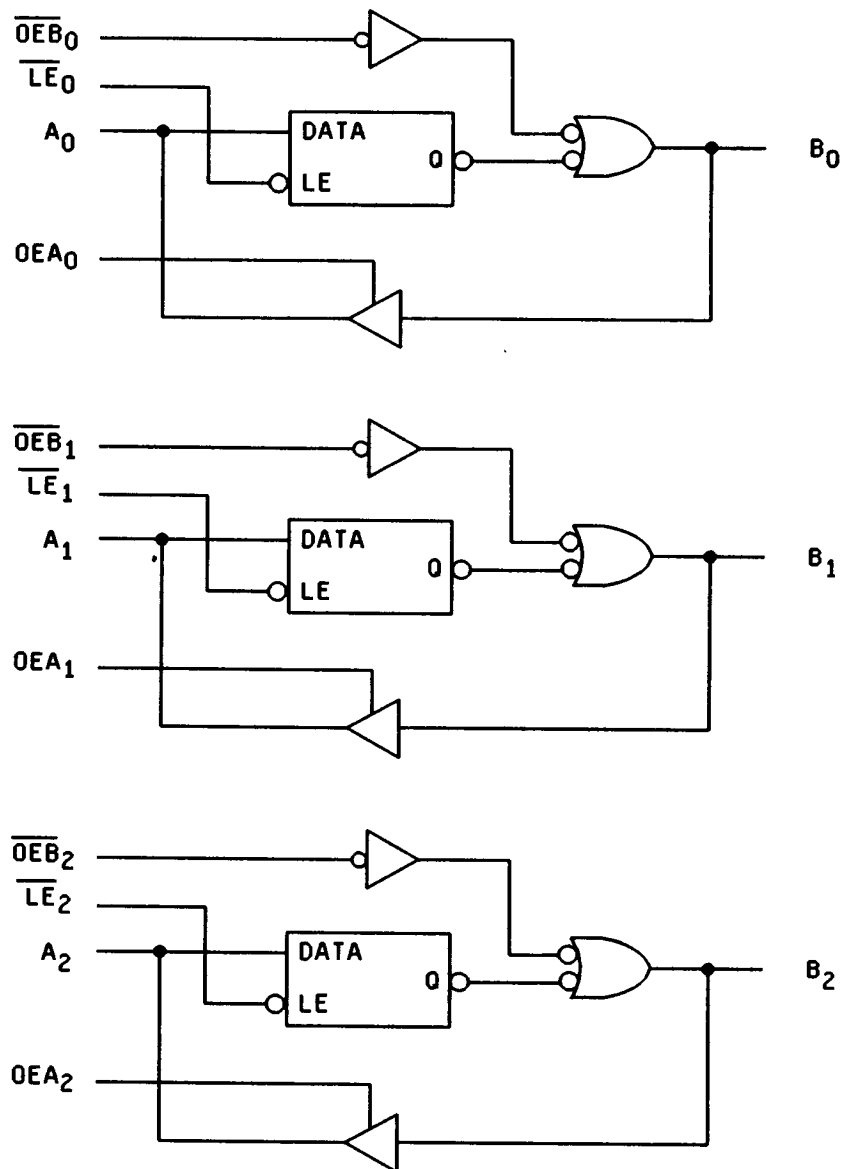 OEB0
LE0
A0
DATA
Q
LE
B0
OEA0
OEB1
LE1
A1
DATA
Q
LE
B1
OEA1
OEB2
LE2
A2
DATA
Q
LE
B2
OEA2